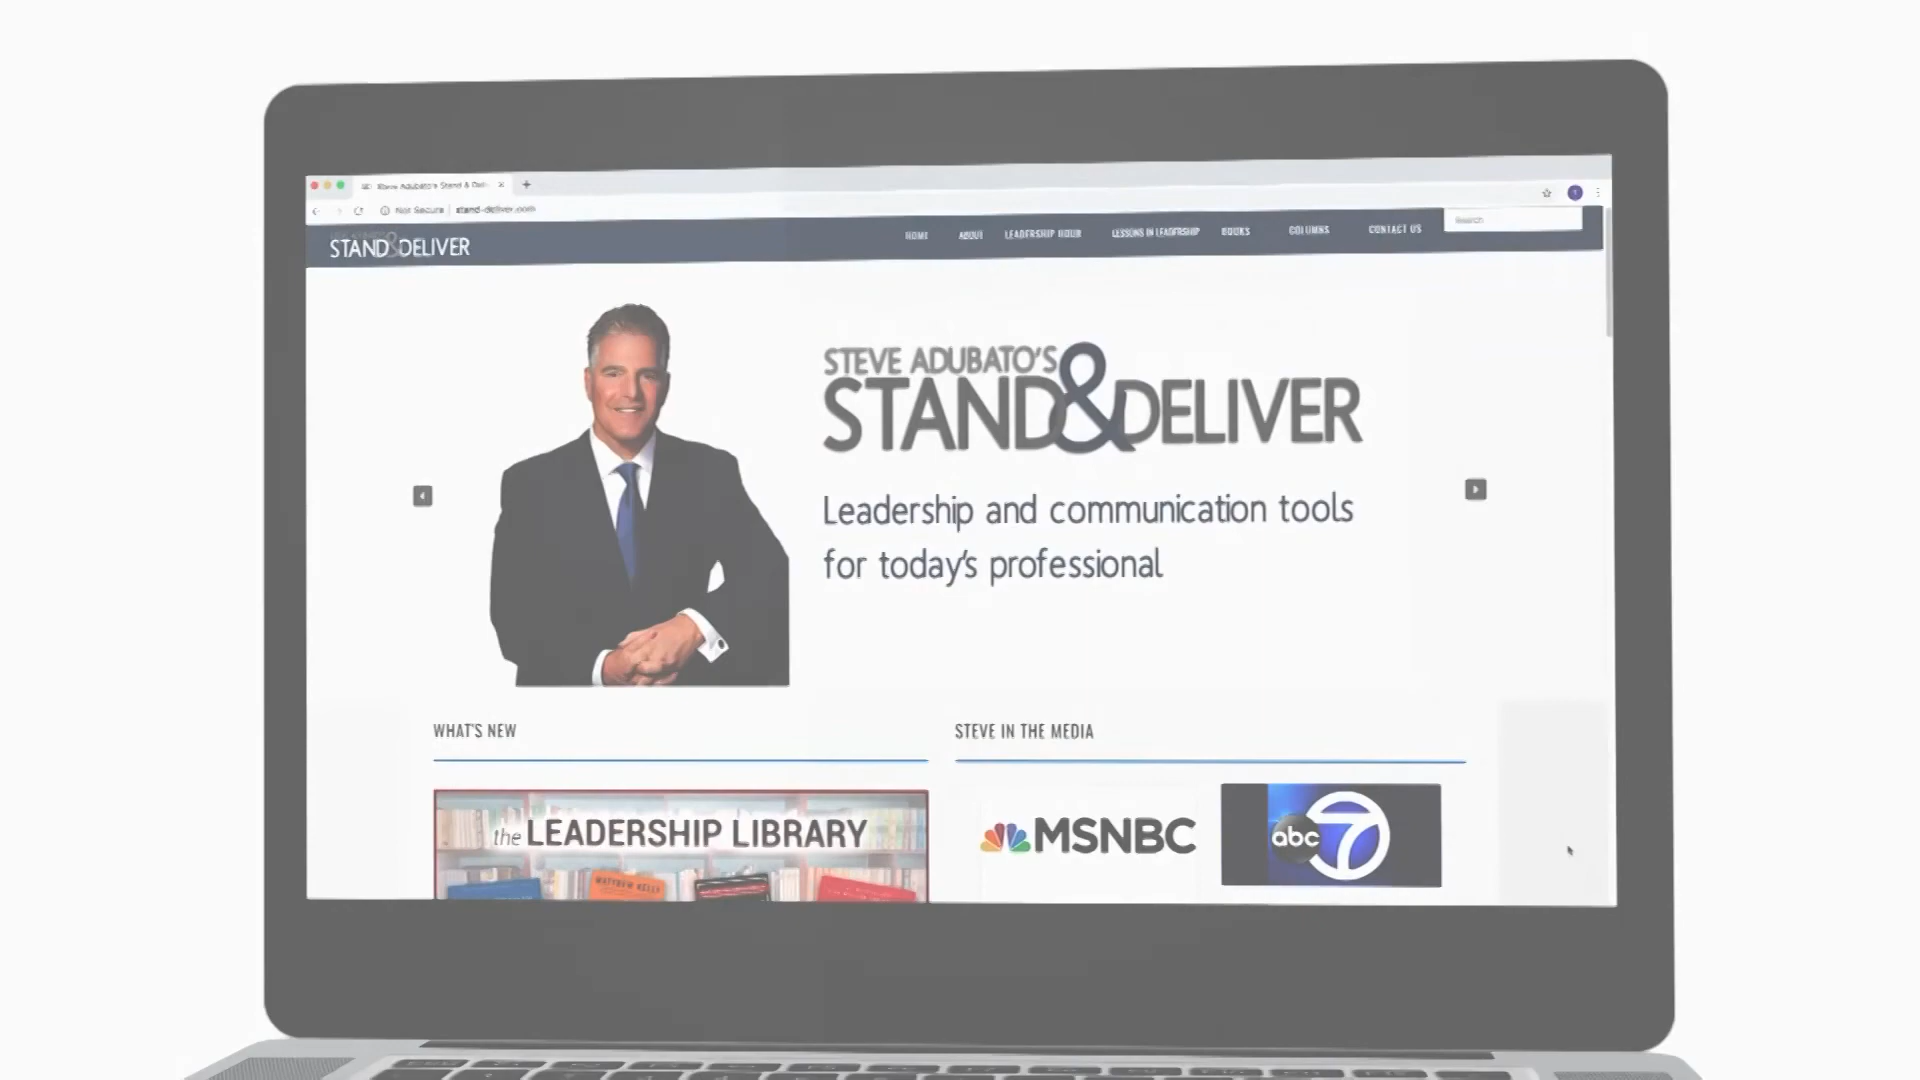 Steve Adubato's Stand & Deli
Not Secure | stand-deliver.com
STAND&DELIVER
HOME ABOUT LEADERSHIP HOUR LESSONS IN LEADERSHIP BOOKS COLUMNS CONTACT US Search
STEVE ADUBATO'S
STAND&DELIVER
Leadership and communication tools
for today's professional
WHAT'S NEW
STEVE IN THE MEDIA
the LEADERSHIP LIBRARY
MATTHEW KELLY
MSNBC
abc 7